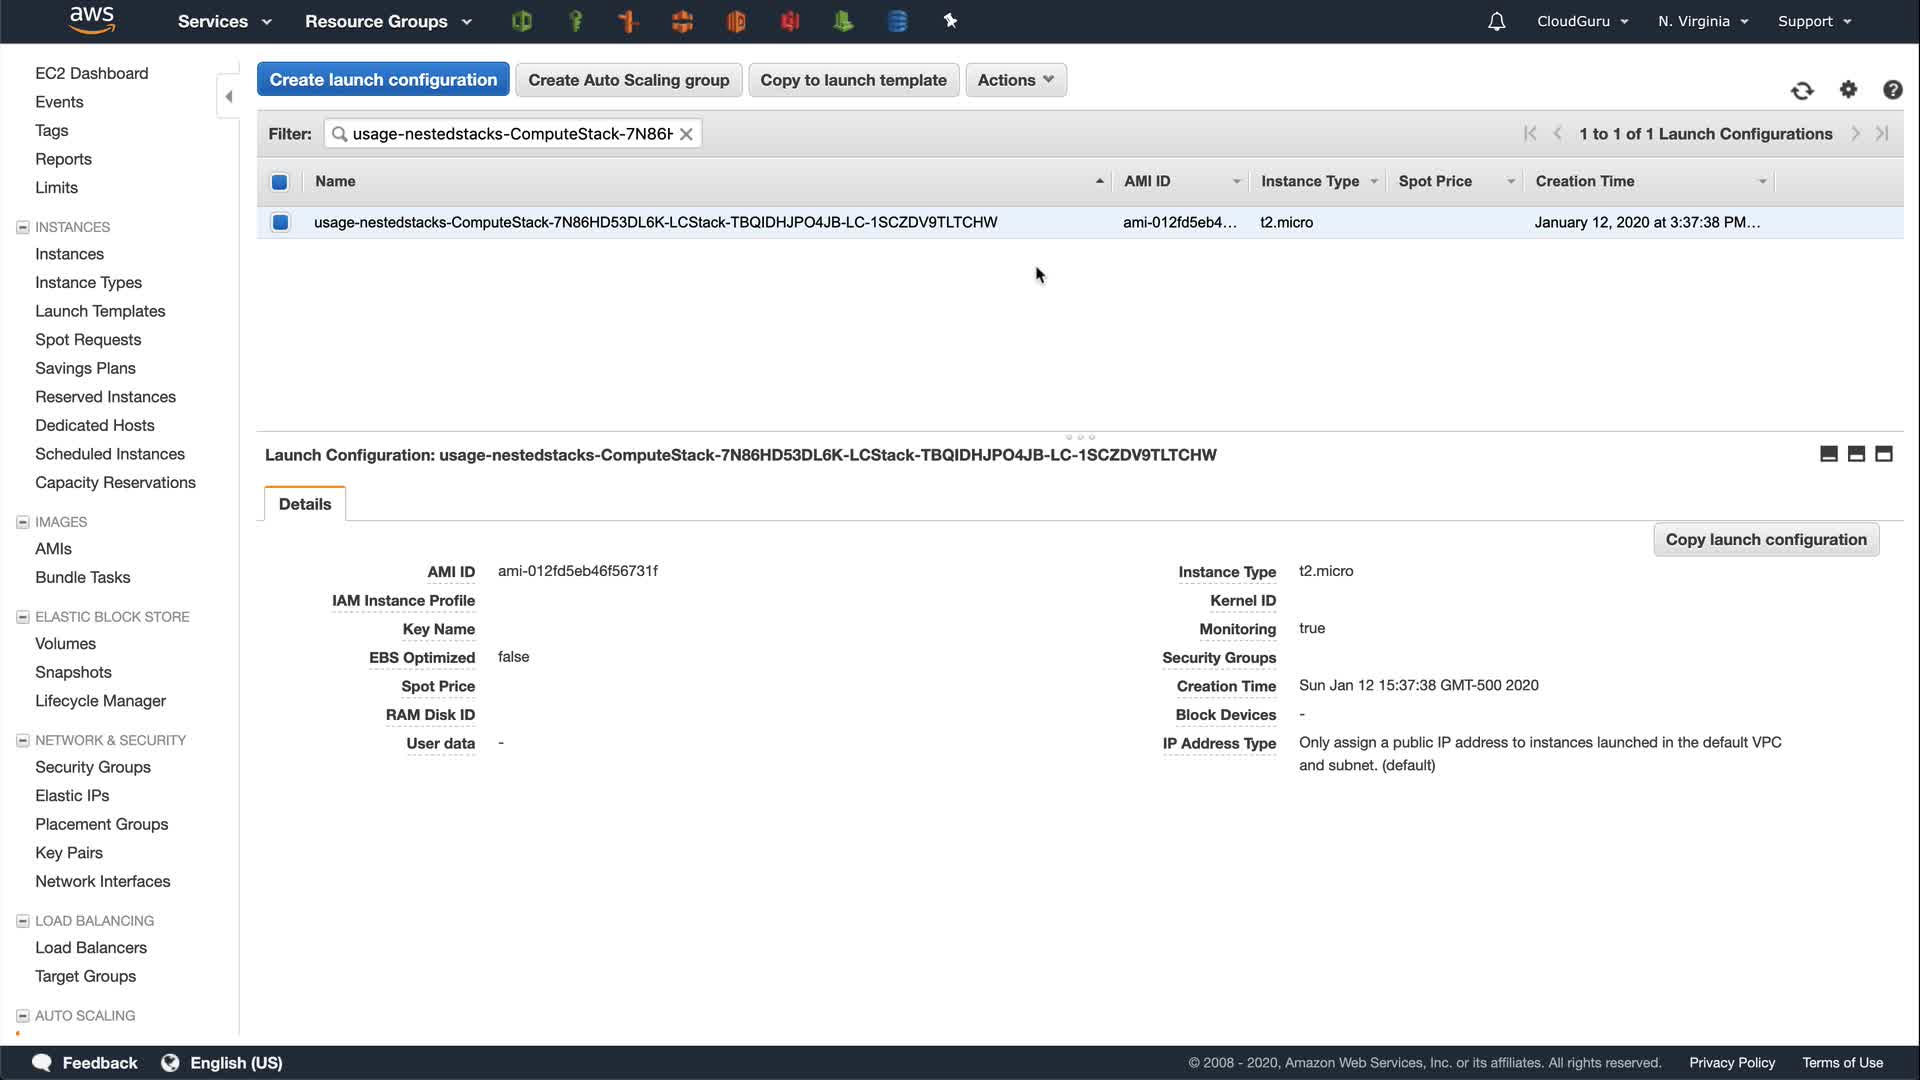 aws Services Resource Groups CloudGuru N. Virginia Support
EC2 Dashboard
Events
Tags
Reports
Limits
INSTANCES
Instances
Instance Types
Launch Templates
Spot Requests
Savings Plans
Reserved Instances
Dedicated Hosts
Scheduled Instances
Capacity Reservations
IMAGES
AMIs
Bundle Tasks
ELASTIC BLOCK STORE
Volumes
Snapshots
Lifecycle Manager
NETWORK & SECURITY
Security Groups
Elastic IPs
Placement Groups
Key Pairs
Network Interfaces
LOAD BALANCING
Load Balancers
Target Groups
AUTO SCALING
Create launch configuration Create Auto Scaling group Copy to launch template Actions
Filter: usage-nestedstacks-ComputeStack-7N86H 1 to 1 of 1 Launch Configurations
Name AMI ID Instance Type Spot Price Creation Time
usage-nestedstacks-ComputeStack-7N86HD53DL6K-LCStack-TBQIDHJPO4JB-LC-1SCZDV9TLTCHW ami-012fd5eb4... t2.micro January 12, 2020 at 3:37:38 PM...
Launch Configuration: usage-nestedstacks-ComputeStack-7N86HD53DL6K-LCStack-TBQIDHJPO4JB-LC-1SCZDV9TLTCHW
Details
Copy launch configuration
AMI ID ami-012fd5eb46f56731f
IAM Instance Profile
Key Name
EBS Optimized false
Spot Price
RAM Disk ID
User data -
Instance Type t2.micro
Kernel ID
Monitoring true
Security Groups
Creation Time Sun Jan 12 15:37:38 GMT-500 2020
Block Devices -
IP Address Type Only assign a public IP address to instances launched in the default VPC
and subnet. (default)
Feedback English (US) © 2008 - 2020, Amazon Web Services, Inc. or its affiliates. All rights reserved. Privacy Policy Terms of Use